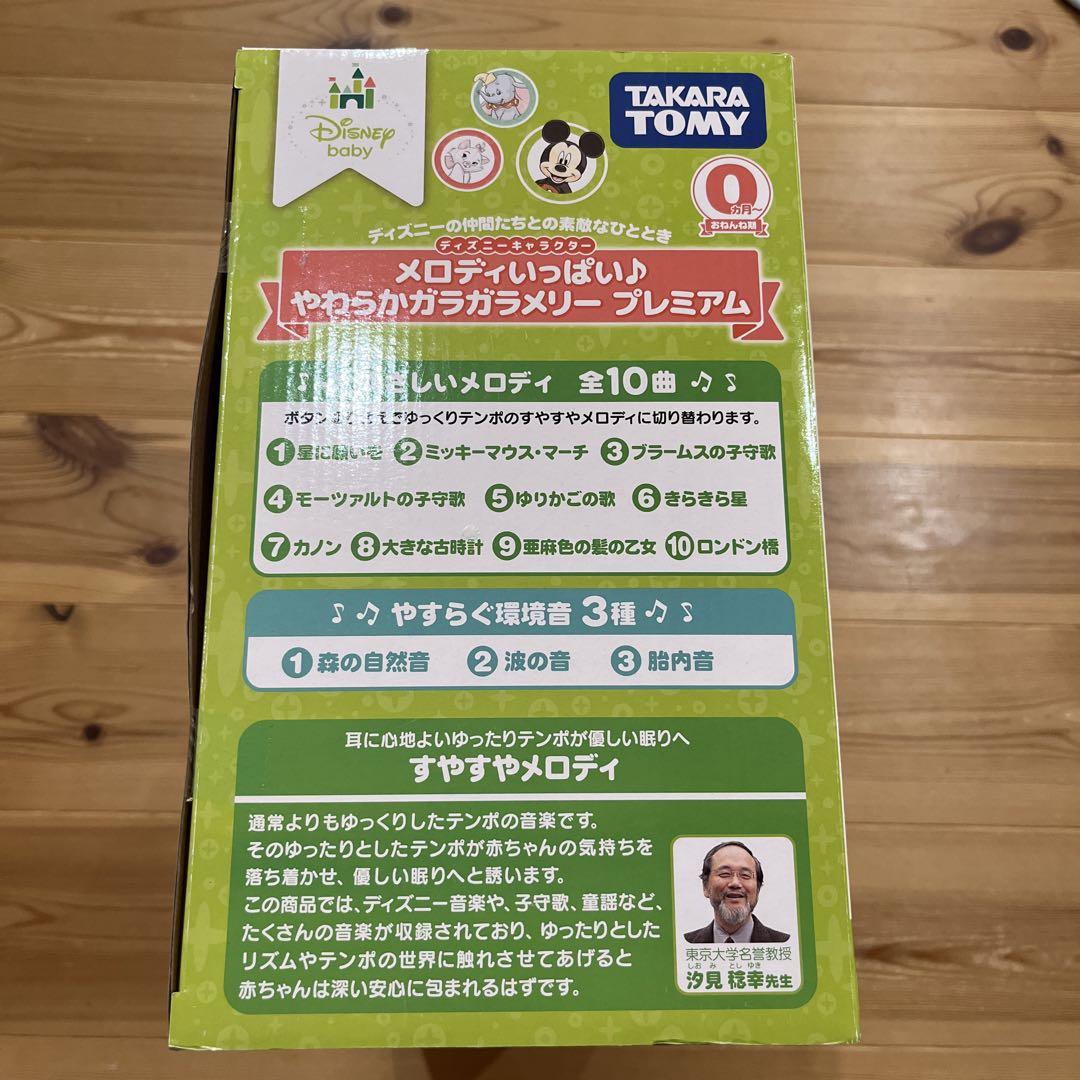 Disney
baby
TAKARA
TOMY
0
ヵ月~
おねんね期
ディズニーの仲間たちとの素敵なひととき
ディズニーキャラクター
メロディいっぱい♪
やわらかガラガラメリー プレミアム
さしいメロディ 全10曲
ボタン ゆっくりテンポのすやすやメロディに切り替わります。
①星に願いを ②ミッキーマウス・マーチ ③ブラームスの子守歌
④モーツァルトの子守歌 ⑤ゆりかごの歌 ⑥きらきら星
⑦カノン ⑧大きな古時計 ⑨亜麻色の髪の乙女 ⑩ロンドン橋
やすらぐ環境音 3種
①森の自然音 ②波の音 ③胎内音
耳に心地よいゆったりテンポが優しい眠りへ
すやすやメロディ
通常よりもゆっくりしたテンポの音楽です。
そのゆったりとしたテンポが赤ちゃんの気持ちを
落ち着かせ、優しい眠りへと誘います。
この商品では、ディズニー音楽や、子守歌、童謡など、
たくさんの音楽が収録されており、ゆったりとした
リズムやテンポの世界に触れさせてあげると
赤ちゃんは深い安心に包まれるはずです。
東京大学名誉教授
しおみ としゆき
汐見 稔幸先生